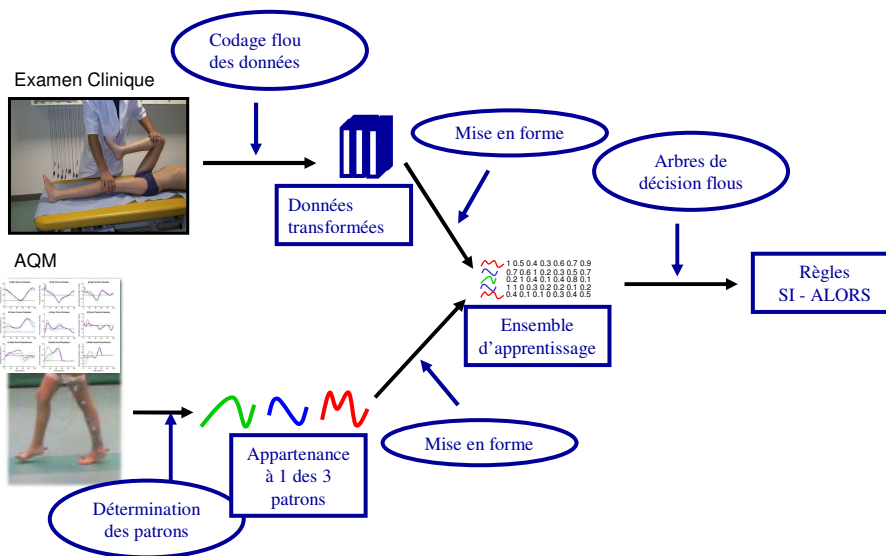 Codage flou
des données
Examen Clinique
Mise en forme
Arbres de
décision flous
Données
transformées
AQM
1 0.5 0.4 0.3 0.6 0.7 0.9
0.7 0.6 1 0.2 0.3 0.5 0.7
0.2 1 0.4 0.1 0.4 0.8 0.1
1 1 0 0.3 0.2 0.2 0.1 0.2
0.4 0.1 0.1 0 0.3 0.4 0.5
Règles
SI - ALORS
Ensemble
d'apprentissage
Mise en forme
Appartenance
à 1 des 3
patrons
Détermination
des patrons